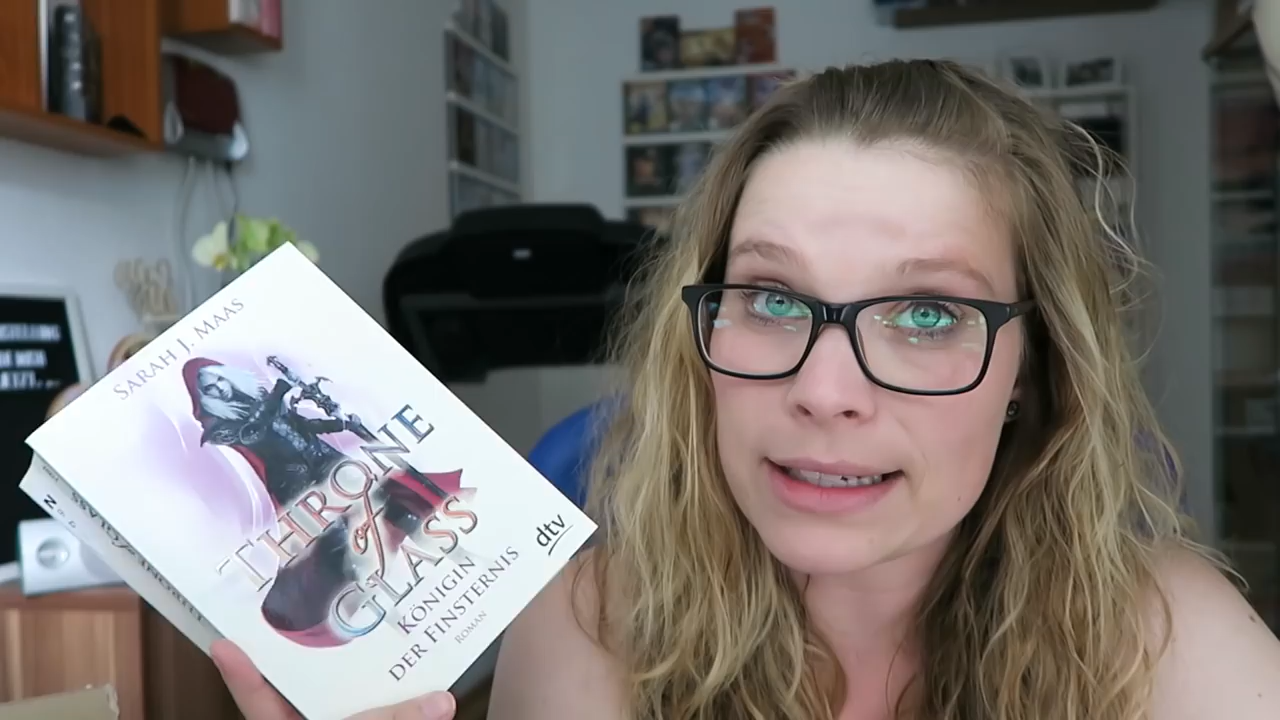 SARAH J. MAAS
THRONE
of
GLASS
KÖNIGIN
DER FINSTERNIS
ROMAN
dtv